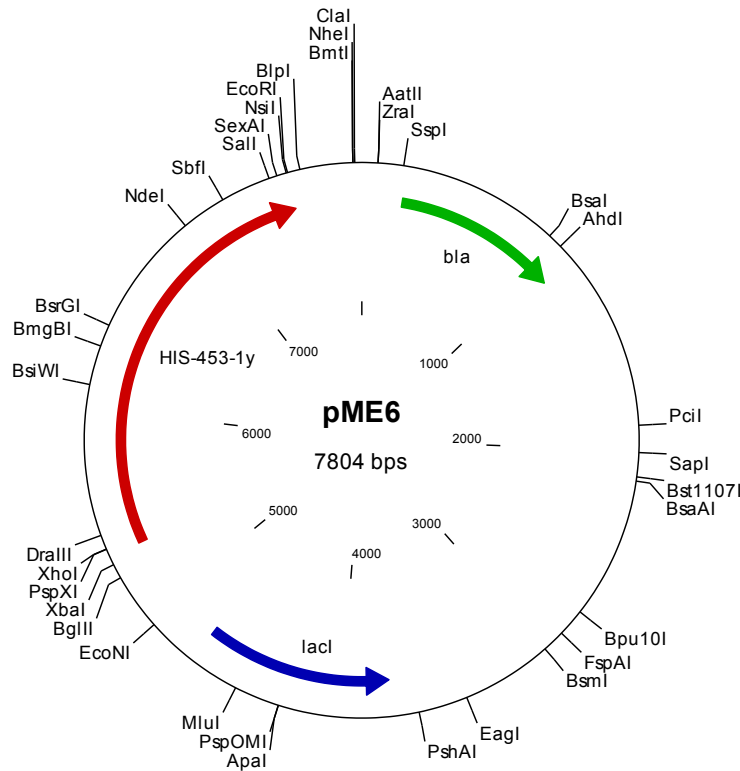 ClaI
NheI
BmtI
BlpI
EcoRI
NsiI
SexAI
SalI
SbfI
NdeI
AatII
ZraI
SspI
BsaI
AhdI
bla
BsrGI
BmgBI
BsiWI
HIS-453-1y
7000
1000
pME6
7804 bps
6000
2000
5000
3000
4000
PciI
SapI
Bst1107I
BsaAI
DraIII
XhoI
PspXI
XbaI
BglII
EcoNI
lacI
Bpu10I
FspAI
BsmI
MluI
PspOMI
ApaI
EagI
PshAI